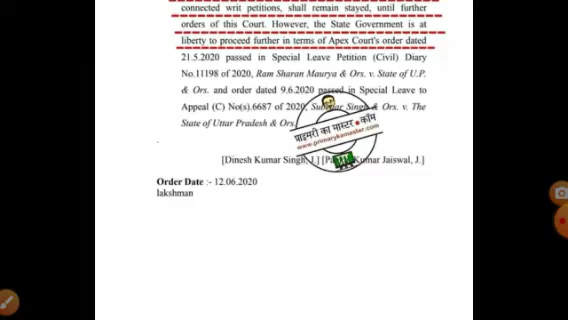 connected writ petitions, shall remain stayed, until further
orders of this Court. However, the State Government is at
liberty to proceed further in terms of Apex Court's order dated
21.5.2020 passed in Special Leave Petition (Civil) Diary
No.11198 of 2020, Ram Sharan Maurya & Ors. v. State of U.P.
& Ors. and order dated 9.6.2020 passed in Special Leave to
Appeal (C) No(s).6687 of 2020, Singh & Ors. v. The
State of Uttar Pradesh & Ors.
प्राइमरी का मास्टर ● कॉम
www.primarykamaster.com
[Dinesh Kumar Singh, J.] Kumar Jaiswal, J.]
Order Date :- 12.06.2020
lakshman